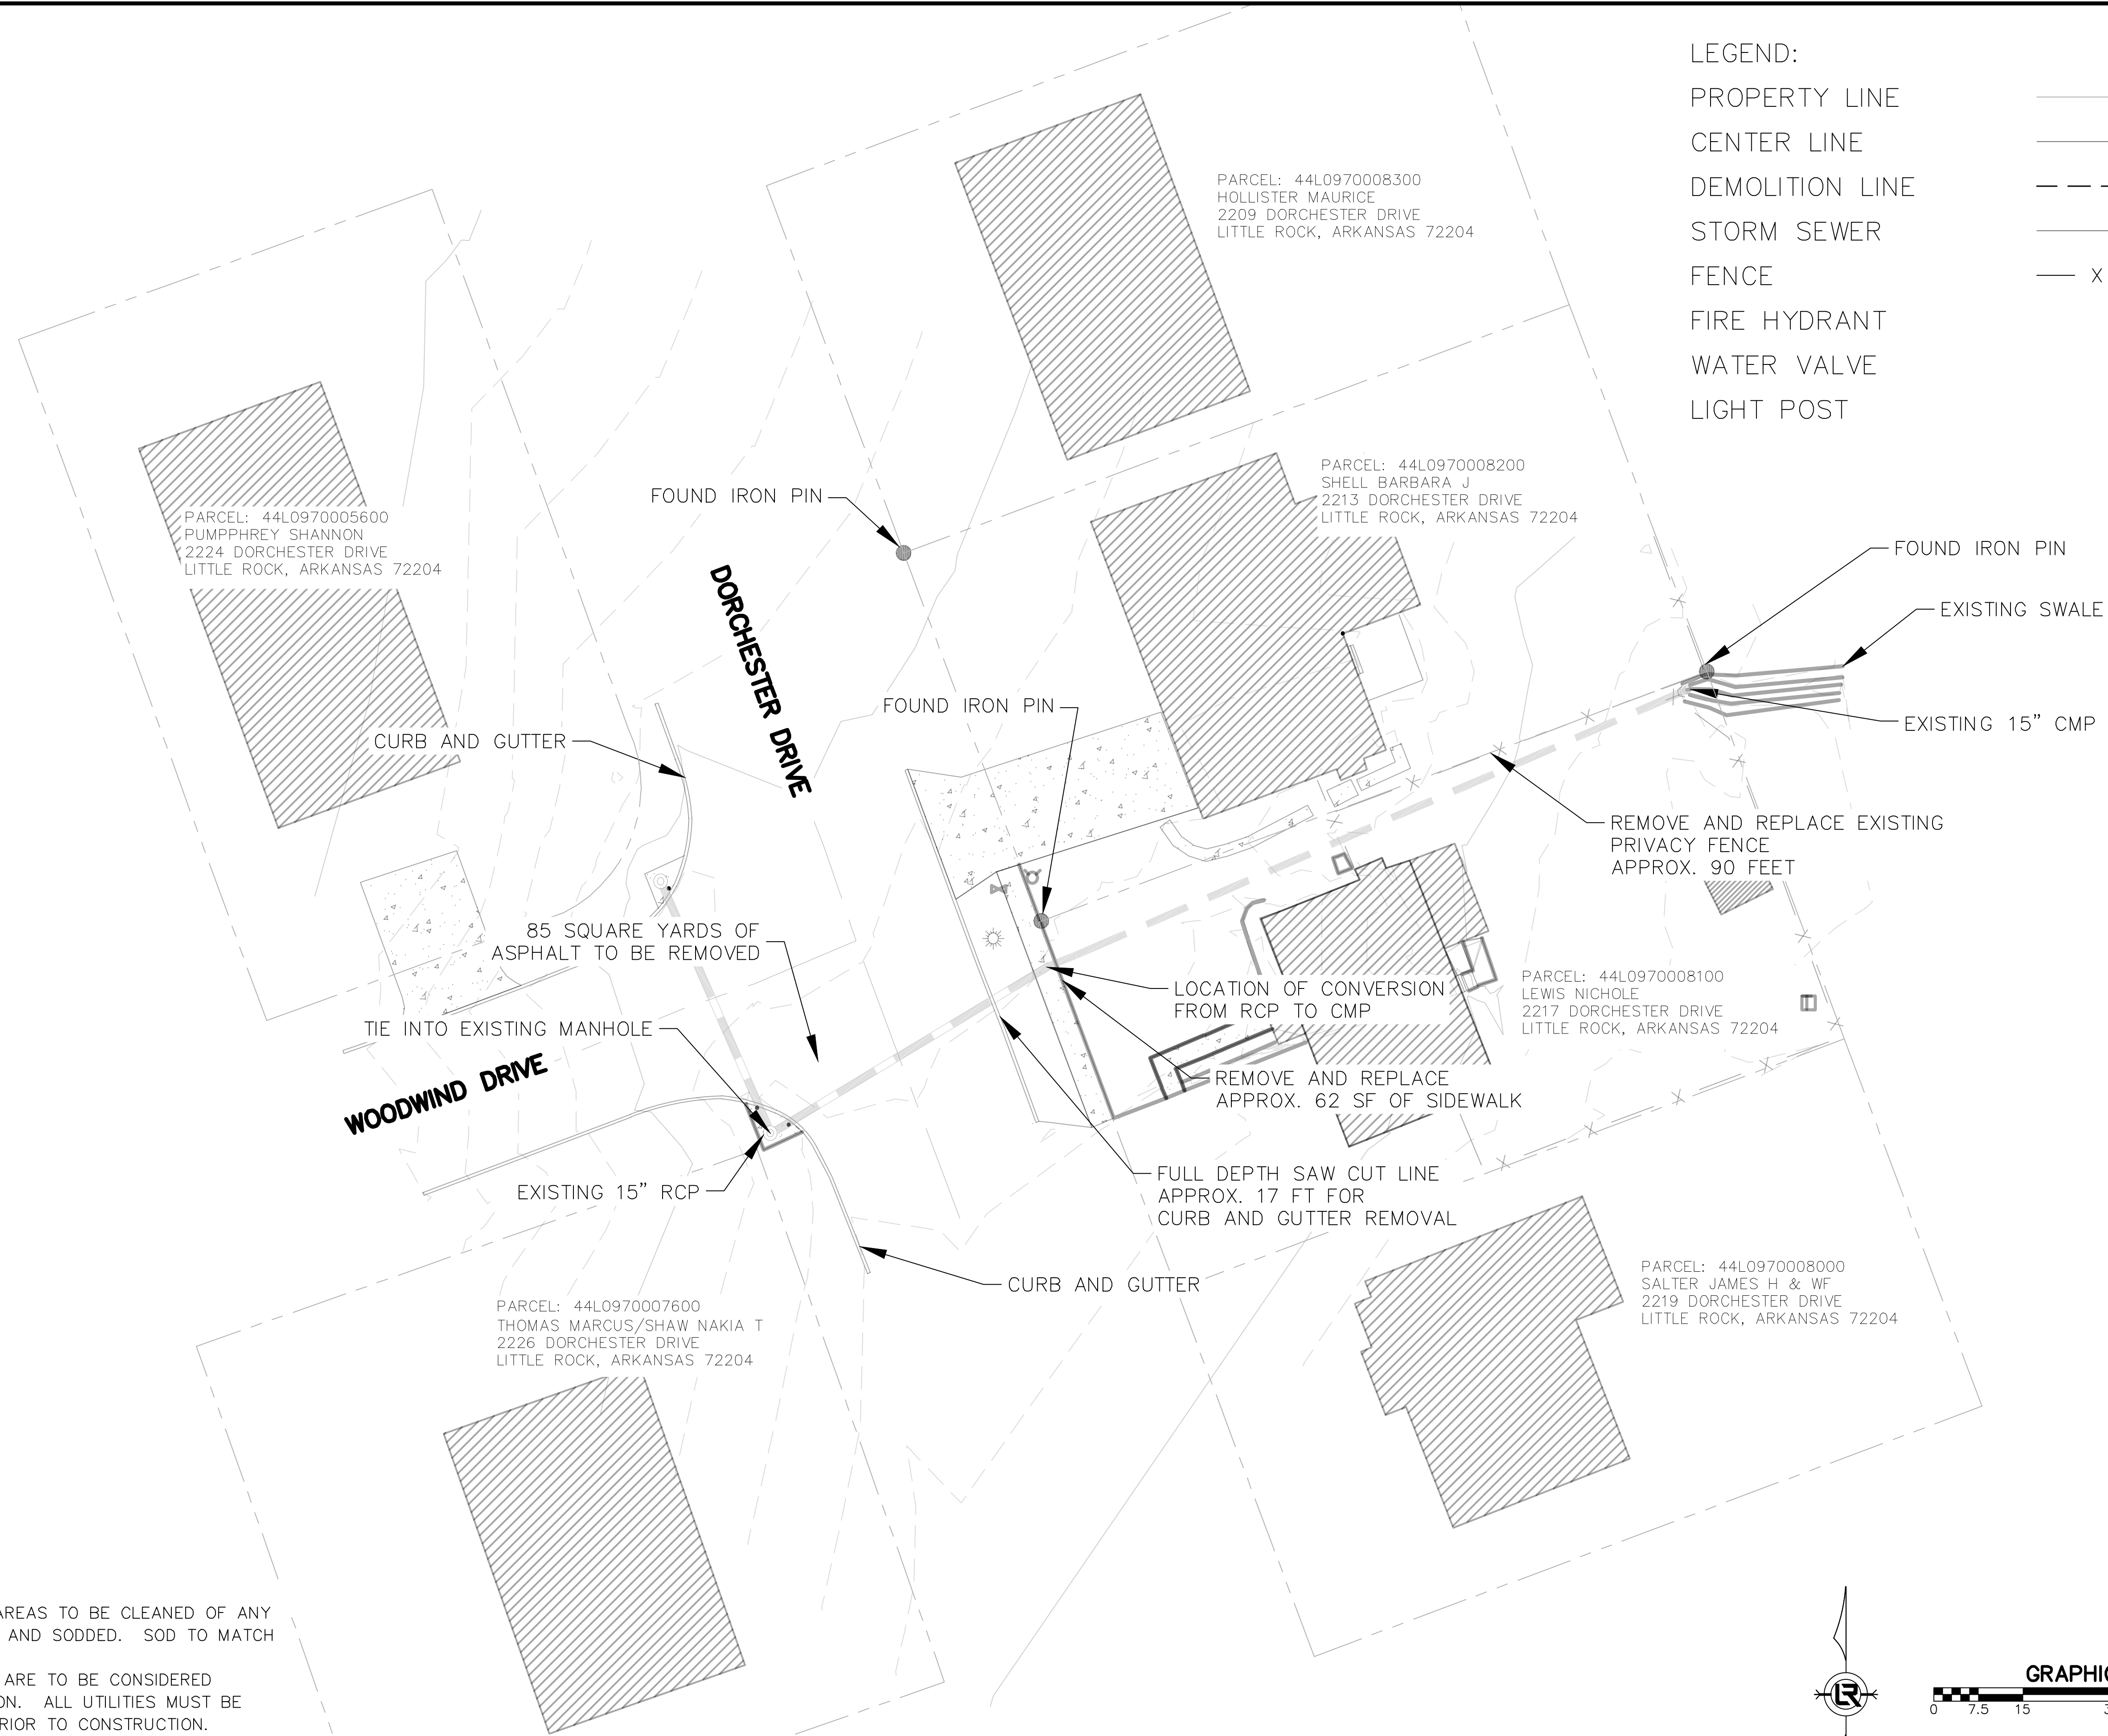 LEGEND:
PROPERTY LINE
CENTER LINE
DEMOLITION LINE
STORM SEWER
FENCE
X
FIRE HYDRANT
WATER VALVE
LIGHT POST
PARCEL: 44L0970008300
HOLLISTER MAURICE
2209 DORCHESTER DRIVE
LITTLE ROCK, ARKANSAS 72204
PARCEL: 44L0970008200
SHELL BARBARA J
2213 DORCHESTER DRIVE
LITTLE ROCK, ARKANSAS 72204
FOUND IRON PIN
PARCEL: 44L0970005600
PUMPPHREY SHANNON
2224 DORCHESTER DRIVE
LITTLE ROCK, ARKANSAS 72204
DORCHESTER DRIVE
FOUND IRON PIN
EXISTING SWALE
FOUND IRON PIN
EXISTING 15" CMP
CURB AND GUTTER
REMOVE AND REPLACE EXISTING
PRIVACY FENCE
APPROX. 90 FEET
85 SQUARE YARDS OF
ASPHALT TO BE REMOVED
LOCATION OF CONVERSION
FROM RCP TO CMP
PARCEL: 44L0970008100
LEWIS NICHOLE
2217 DORCHESTER DRIVE
LITTLE ROCK, ARKANSAS 72204
TIE INTO EXISTING MANHOLE
WOODWIND DRIVE
REMOVE AND REPLACE
APPROX. 62 SF OF SIDEWALK
EXISTING 15" RCP
FULL DEPTH SAW CUT LINE
APPROX. 17 FT FOR
CURB AND GUTTER REMOVAL
CURB AND GUTTER
PARCEL: 44L0970008000
SALTER JAMES H & WF
2219 DORCHESTER DRIVE
LITTLE ROCK, ARKANSAS 72204
PARCEL: 44L0970007600
THOMAS MARCUS/SHAW NAKIA T
2226 DORCHESTER DRIVE
LITTLE ROCK, ARKANSAS 72204
AREAS TO BE CLEANED OF ANY
AND SODDED. SOD TO MATCH
ARE TO BE CONSIDERED
ALL UTILITIES MUST BE
PRIOR TO CONSTRUCTION.
LR
0 7.5 15